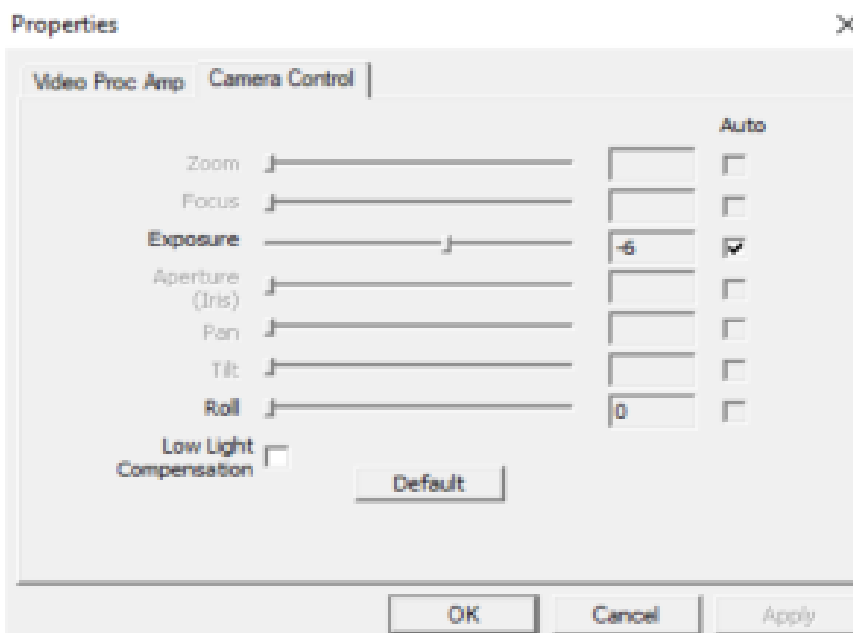 Properties
Video Proc Amp
Camera Control
Auto
Zoom
Focus
Exposure
-6
Aperture
(Iris)
Pan
Tilt
Roll
0
Low Light
Compensation
Default
OK
Cancel
Apply